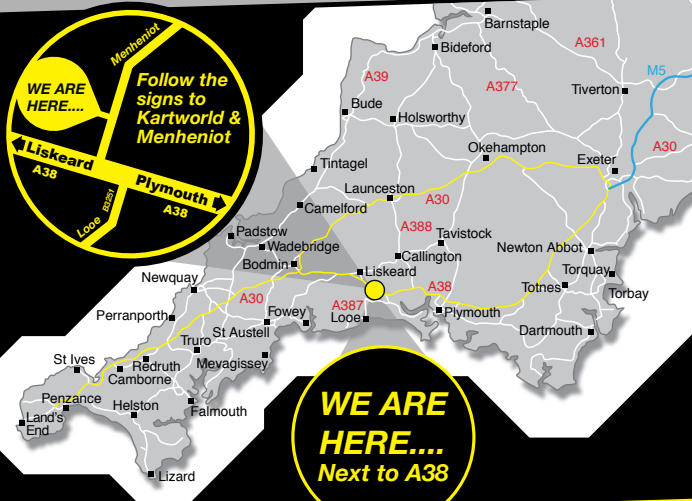 Menheniot
WE ARE
HERE....
Follow the
signs to
Kartworld &
Menheniot
Liskeard
A38
Plymouth
A38
B3251
Looe
Barnstaple
Bideford
A361
A39
A377
M5
Tiverton
Bude
Holsworthy
A30
Okehampton
Exeter
Tintagel
Launceston
A30
Camelford
A388
Tavistock
Padstow
Wadebridge
Newton Abbot
Callington
Bodmin
Liskeard
Torquay
Newquay
A30
A38
Totnes
Torbay
Fowey
A387
Perranporth
Looe
Plymouth
St Austell
Dartmouth
Truro
St Ives
Redruth
Mevagissey
Camborne
Penzance
Helston
Falmouth
Land's
End
Lizard
WE ARE
HERE....
Next to A38